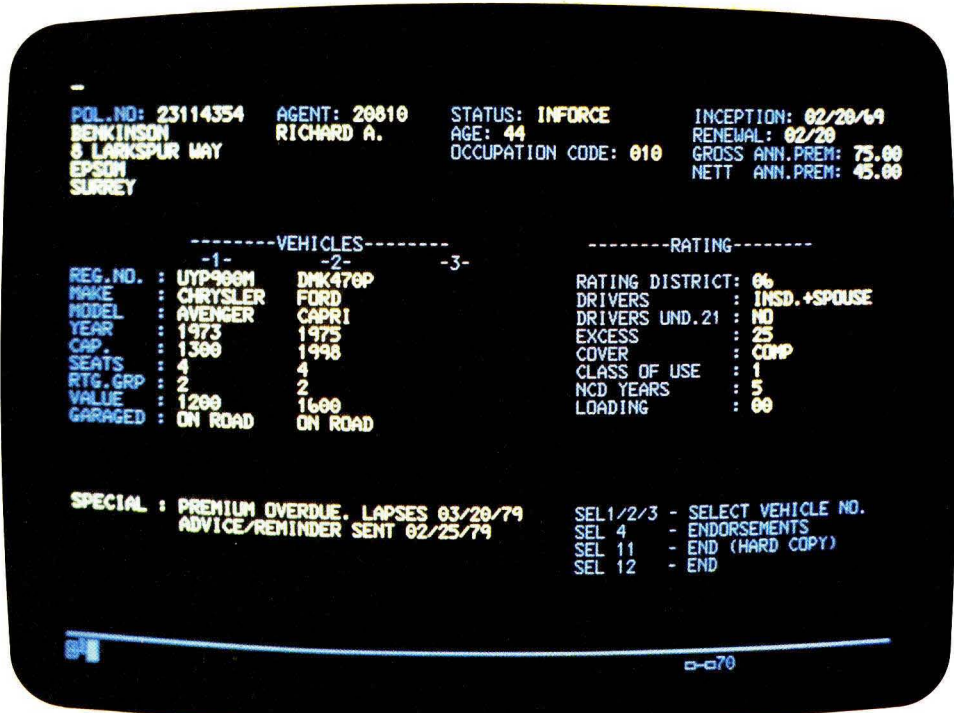 POL.NO: 23114354 AGENT: 20810 STATUS: INFORCE INCEPTION: 02/20/69
BENKINSON RICHARD A. AGE: 44 RENEWAL: 02/20
8 LARKSPUR WAY OCCUPATION CODE: 010 GROSS ANN.PREM: 75.00
EPSOM NETT ANN.PREM: 45.00
SURREY
--------VEHICLES-------- --------RATING--------
-1- -2- -3-
REG.NO. : UYP900M DMK470P RATING DISTRICT: 06
MAKE : CHRYSLER FORD DRIVERS : INSD.+SPOUSE
MODEL : AVENGER CAPRI DRIVERS UND.21 : NO
YEAR : 1973 1975 EXCESS : 25
CAP. : 1300 1998 COVER : COMP
SEATS : 4 4 CLASS OF USE : 1
RTG.GRP : 2 2 NCD YEARS : 5
VALUE : 1200 1600 LOADING : 00
GARAGED : ON ROAD ON ROAD
SPECIAL : PREMIUM OVERDUE. LAPSES 03/20/79 SEL1/2/3 - SELECT VEHICLE NO.
ADVICE/REMINDER SENT 02/25/79 SEL 4 - ENDORSEMENTS
SEL 11 - END (HARD COPY)
SEL 12 - END
70